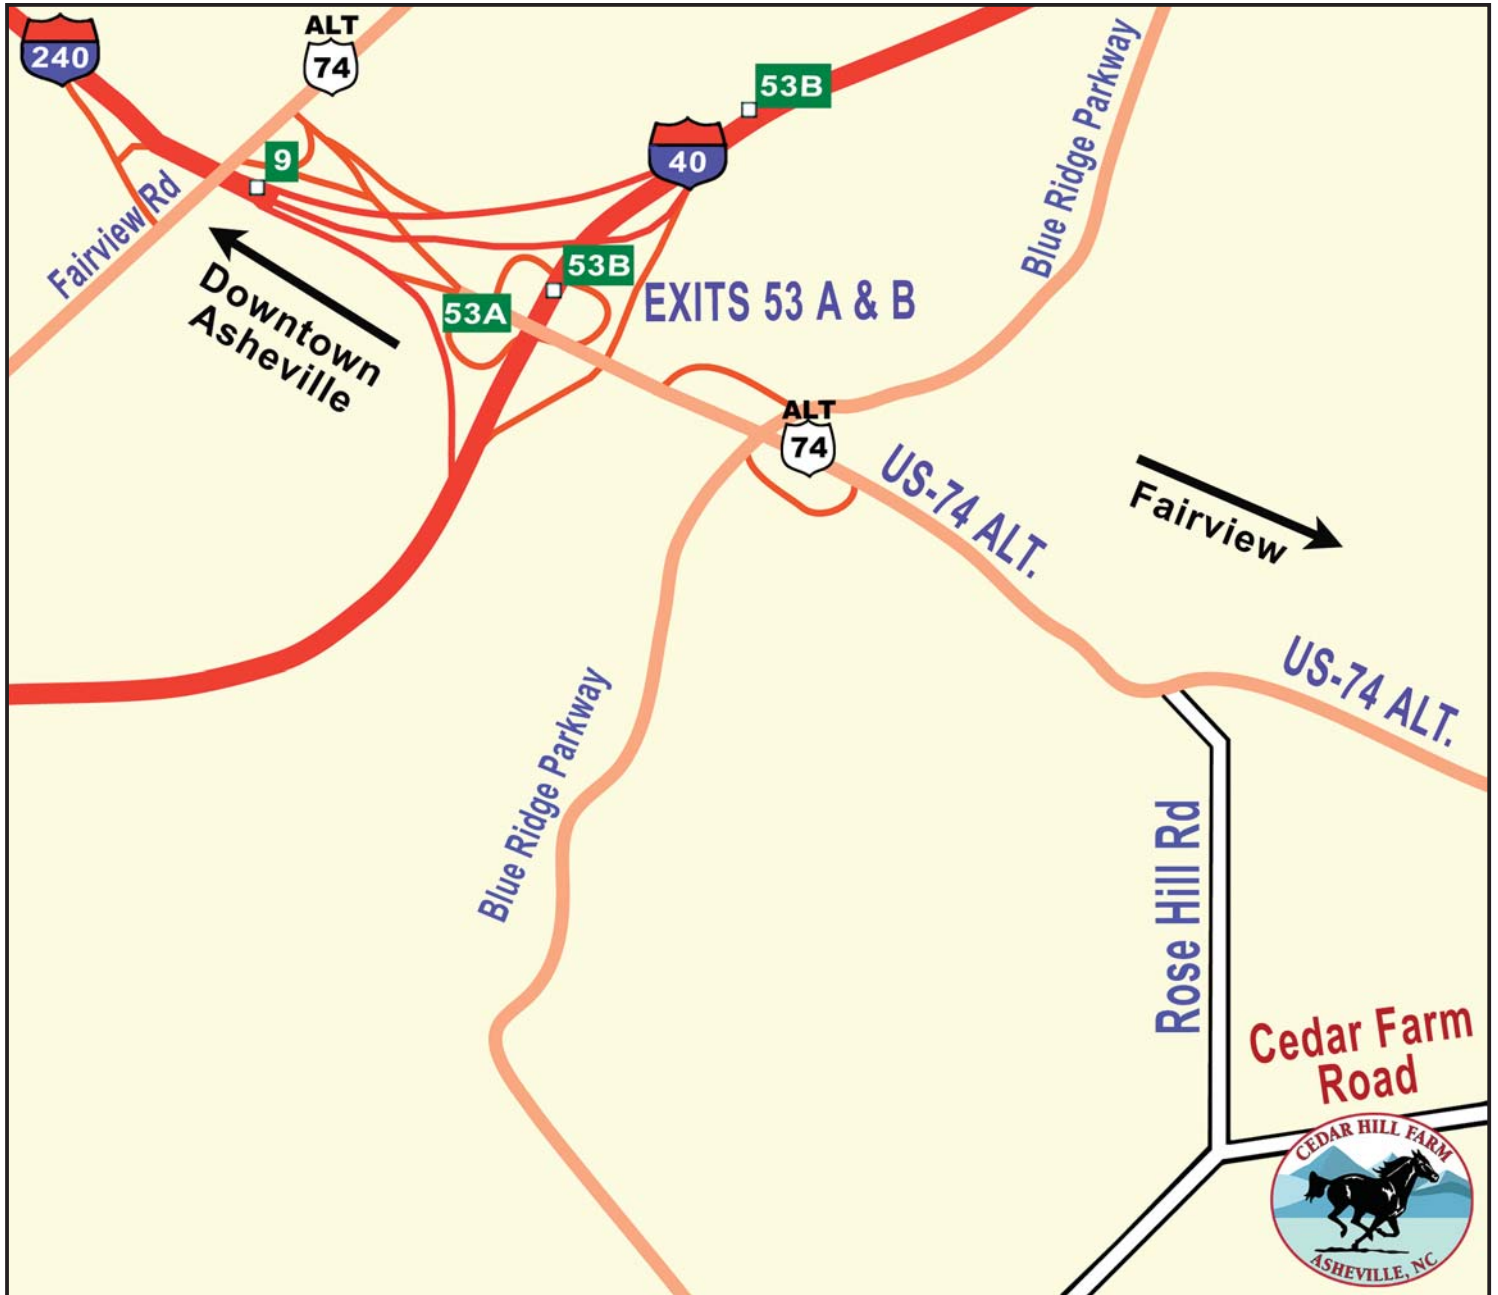 240
ALT
74
53B
40
9
Fairview Rd
Blue Ridge Parkway
Downtown
Asheville
53B
53A
EXITS 53 A & B
ALT
74
US-74 ALT.
Fairview
US-74 ALT.
Blue Ridge Parkway
Rose Hill Rd
Cedar Farm
Road
CEDAR HILL FARM
ASHEVILLE, NC